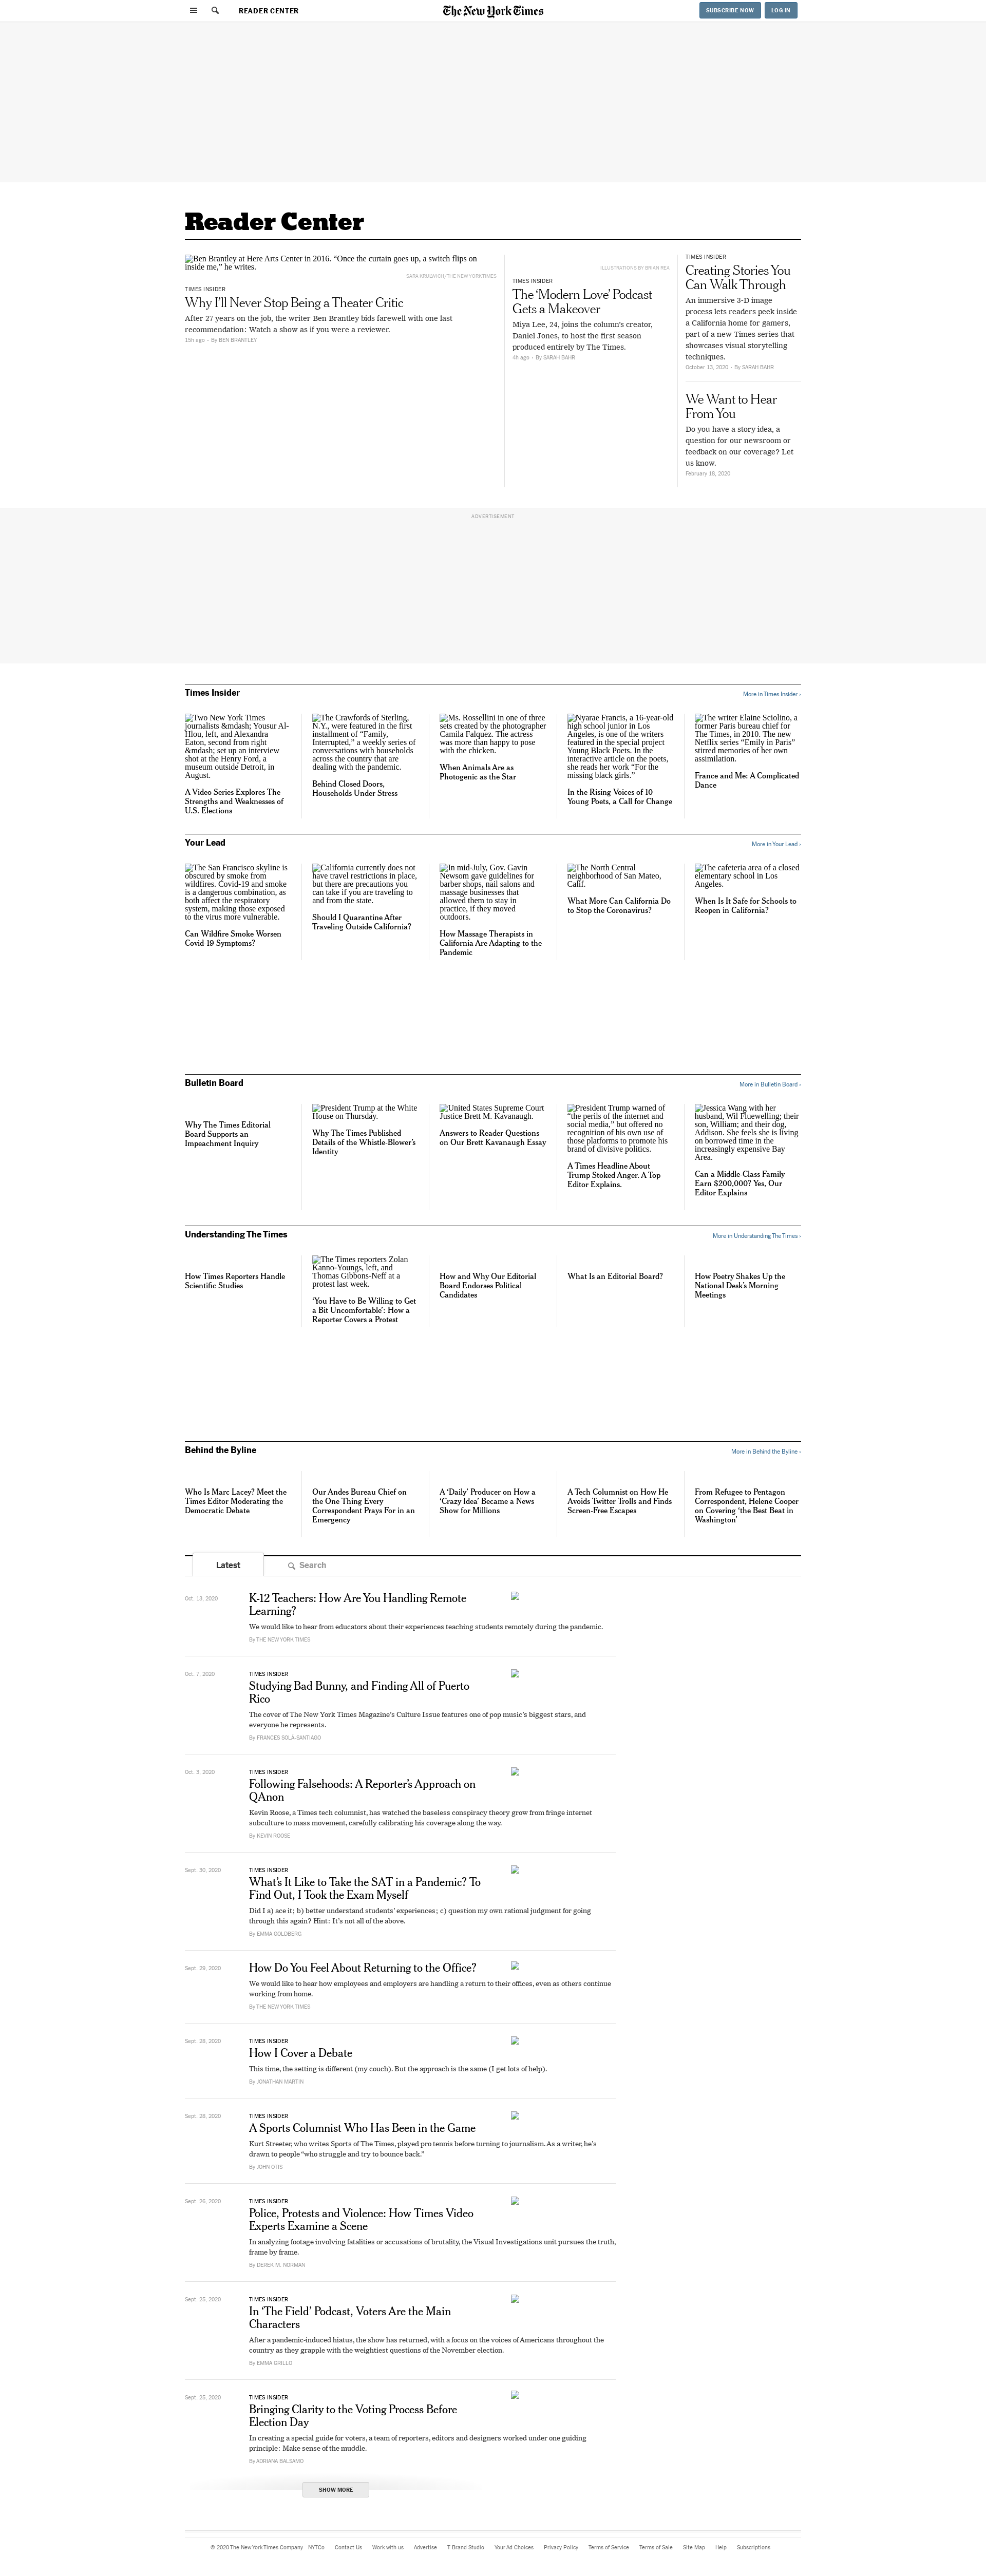 READER CENTER
The New York Times
SUBSCRIBE NOW
LOG IN
Reader Center
Ben Brantley at Here Arts Center in 2016. “Once the curtain goes up, a switch flips on
inside me,” he writes.
SARA KRULWICH/THE NEW YORK TIMES
TIMES INSIDER
Why I’ll Never Stop Being a Theater Critic
After 27 years on the job, the writer Ben Brantley bids farewell with one last
recommendation: Watch a show as if you were a reviewer.
15h ago – By BEN BRANTLEY
ILLUSTRATIONS BY BRIAN REA
TIMES INSIDER
The ‘Modern Love’ Podcast
Gets a Makeover
Miya Lee, 24, joins the column’s creator,
Daniel Jones, to host the first season
produced entirely by The Times.
4h ago – By SARAH BAHR
TIMES INSIDER
Creating Stories You
Can Walk Through
An immersive 3-D image
process lets readers peek inside
a California home for gamers,
part of a new Times series that
showcases visual storytelling
techniques.
October 13, 2020 – By SARAH BAHR
We Want to Hear
From You
Do you have a story idea, a
question for our newsroom or
feedback on our coverage? Let
us know.
February 18, 2020
ADVERTISEMENT
Times Insider
More in Times Insider ›
Two New York Times
journalists &mdash; Yousur Al-
Hlou, left, and Alexandra
Eaton, second from right
&mdash; set up an interview
shot at the Henry Ford, a
museum outside Detroit, in
August.
A Video Series Explores The
Strengths and Weaknesses of
U.S. Elections
The Crawfords of Sterling,
N.Y., were featured in the first
installment of “Family,
Interrupted,” a weekly series of
conversations with households
across the country that are
dealing with the pandemic.
Behind Closed Doors,
Households Under Stress
Ms. Rossellini in one of three
sets created by the photographer
Camila Falquez. The actress
was more than happy to pose
with the chicken.
When Animals Are as
Photogenic as the Star
Nyarae Francis, a 16-year-old
high school junior in Los
Angeles, is one of the writers
featured in the special project
Young Black Poets. In the
interactive article on the poets,
she reads her work “For the
missing black girls.”
In the Rising Voices of 10
Young Poets, a Call for Change
The writer Elaine Sciolino, a
former Paris bureau chief for
The Times, in 2010. The new
Netflix series “Emily in Paris”
stirred memories of her own
assimilation.
France and Me: A Complicated
Dance
Your Lead
More in Your Lead ›
The San Francisco skyline is
obscured by smoke from
wildfires. Covid-19 and smoke
is a dangerous combination, as
both affect the respiratory
system, making those exposed
to the virus more vulnerable.
Can Wildfire Smoke Worsen
Covid-19 Symptoms?
California currently does not
have travel restrictions in place,
but there are precautions you
can take if you are traveling to
and from the state.
Should I Quarantine After
Traveling Outside California?
In mid-July, Gov. Gavin
Newsom gave guidelines for
barber shops, nail salons and
massage businesses that
allowed them to stay in
practice, if they moved
outdoors.
How Massage Therapists in
California Are Adapting to the
Pandemic
The North Central
neighborhood of San Mateo,
Calif.
What More Can California Do
to Stop the Coronavirus?
The cafeteria area of a closed
elementary school in Los
Angeles.
When Is It Safe for Schools to
Reopen in California?
Bulletin Board
More in Bulletin Board ›
Why The Times Editorial
Board Supports an
Impeachment Inquiry
President Trump at the White
House on Thursday.
Why The Times Published
Details of the Whistle-Blower’s
Identity
United States Supreme Court
Justice Brett M. Kavanaugh.
Answers to Reader Questions
on Our Brett Kavanaugh Essay
President Trump warned of
“the perils of the internet and
social media,” but offered no
recognition of his own use of
those platforms to promote his
brand of divisive politics.
A Times Headline About
Trump Stoked Anger. A Top
Editor Explains.
Jessica Wang with her
husband, Wil Fluewelling; their
son, William; and their dog,
Addison. She feels she is living
on borrowed time in the
increasingly expensive Bay
Area.
Can a Middle-Class Family
Earn $200,000? Yes, Our
Editor Explains
Understanding The Times
More in Understanding The Times ›
How Times Reporters Handle
Scientific Studies
The Times reporters Zolan
Kanno-Youngs, left, and
Thomas Gibbons-Neff at a
protest last week.
‘You Have to Be Willing to Get
a Bit Uncomfortable’: How a
Reporter Covers a Protest
How and Why Our Editorial
Board Endorses Political
Candidates
What Is an Editorial Board?
How Poetry Shakes Up the
National Desk’s Morning
Meetings
Behind the Byline
More in Behind the Byline ›
Who Is Marc Lacey? Meet the
Times Editor Moderating the
Democratic Debate
Our Andes Bureau Chief on
the One Thing Every
Correspondent Prays For in an
Emergency
A ‘Daily’ Producer on How a
‘Crazy Idea’ Became a News
Show for Millions
A Tech Columnist on How He
Avoids Twitter Trolls and Finds
Screen-Free Escapes
From Refugee to Pentagon
Correspondent, Helene Cooper
on Covering ‘the Best Beat in
Washington’
Latest
Search
Oct. 13, 2020
K-12 Teachers: How Are You Handling Remote
Learning?
We would like to hear from educators about their experiences teaching students remotely during the pandemic.
By THE NEW YORK TIMES
Oct. 7, 2020
TIMES INSIDER
Studying Bad Bunny, and Finding All of Puerto
Rico
The cover of The New York Times Magazine’s Culture Issue features one of pop music’s biggest stars, and
everyone he represents.
By FRANCES SOLÁ-SANTIAGO
Oct. 3, 2020
TIMES INSIDER
Following Falsehoods: A Reporter’s Approach on
QAnon
Kevin Roose, a Times tech columnist, has watched the baseless conspiracy theory grow from fringe internet
subculture to mass movement, carefully calibrating his coverage along the way.
By KEVIN ROOSE
Sept. 30, 2020
TIMES INSIDER
What’s It Like to Take the SAT in a Pandemic? To
Find Out, I Took the Exam Myself
Did I a) ace it; b) better understand students’ experiences; c) question my own rational judgment for going
through this again? Hint: It’s not all of the above.
By EMMA GOLDBERG
Sept. 29, 2020
How Do You Feel About Returning to the Office?
We would like to hear how employees and employers are handling a return to their offices, even as others continue
working from home.
By THE NEW YORK TIMES
Sept. 28, 2020
TIMES INSIDER
How I Cover a Debate
This time, the setting is different (my couch). But the approach is the same (I get lots of help).
By JONATHAN MARTIN
Sept. 28, 2020
TIMES INSIDER
A Sports Columnist Who Has Been in the Game
Kurt Streeter, who writes Sports of The Times, played pro tennis before turning to journalism. As a writer, he’s
drawn to people “who struggle and try to bounce back.”
By JOHN OTIS
Sept. 26, 2020
TIMES INSIDER
Police, Protests and Violence: How Times Video
Experts Examine a Scene
In analyzing footage involving fatalities or accusations of brutality, the Visual Investigations unit pursues the truth,
frame by frame.
By DEREK M. NORMAN
Sept. 25, 2020
TIMES INSIDER
In ‘The Field’ Podcast, Voters Are the Main
Characters
After a pandemic-induced hiatus, the show has returned, with a focus on the voices of Americans throughout the
country as they grapple with the weightiest questions of the November election.
By EMMA GRILLO
Sept. 25, 2020
TIMES INSIDER
Bringing Clarity to the Voting Process Before
Election Day
In creating a special guide for voters, a team of reporters, editors and designers worked under one guiding
principle: Make sense of the muddle.
By ADRIANA BALSAMO
SHOW MORE
© 2020 The New York Times Company NYTCo Contact Us Work with us Advertise T Brand Studio Your Ad Choices Privacy Policy Terms of Service Terms of Sale Site Map Help Subscriptions